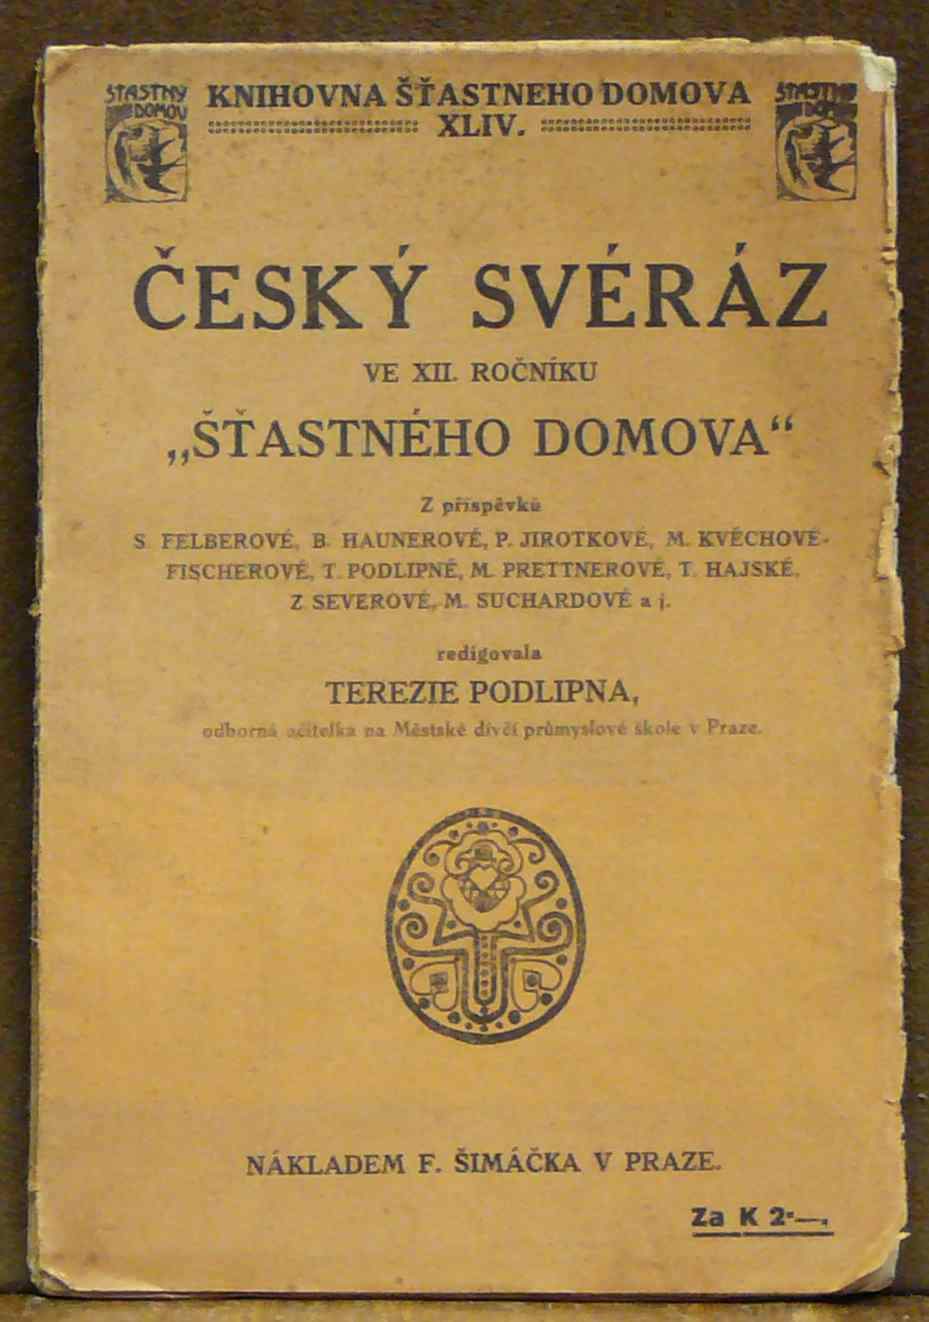 ŠŤASTNÝ DOMOV
KNIHOVNA ŠŤASTNEHO DOMOVA
XLIV.
ŠŤASTNÝ DOMOV
ČESKÝ SVÉRÁZ
VE XII. ROČNÍKU
„ŠŤASTNÉHO DOMOVA“
Z příspěvků
S. FELBEROVÉ, B. HAUNEROVÉ, P. JIROTKOVÉ, M. KVĚCHOVÉ-
FISCHEROVÉ, T. PODLIPNÉ, M. PRETTNEROVÉ, T. HAJSKÉ,
Z. SEVEROVÉ, M. SUCHARDOVÉ a j.
redigovala
TEREZIE PODLIPNA,
odborná učitelka na Městské dívčí průmyslové škole v Praze.
NÁKLADEM F. ŠIMÁČKA V PRAZE.
Za K 2·—.